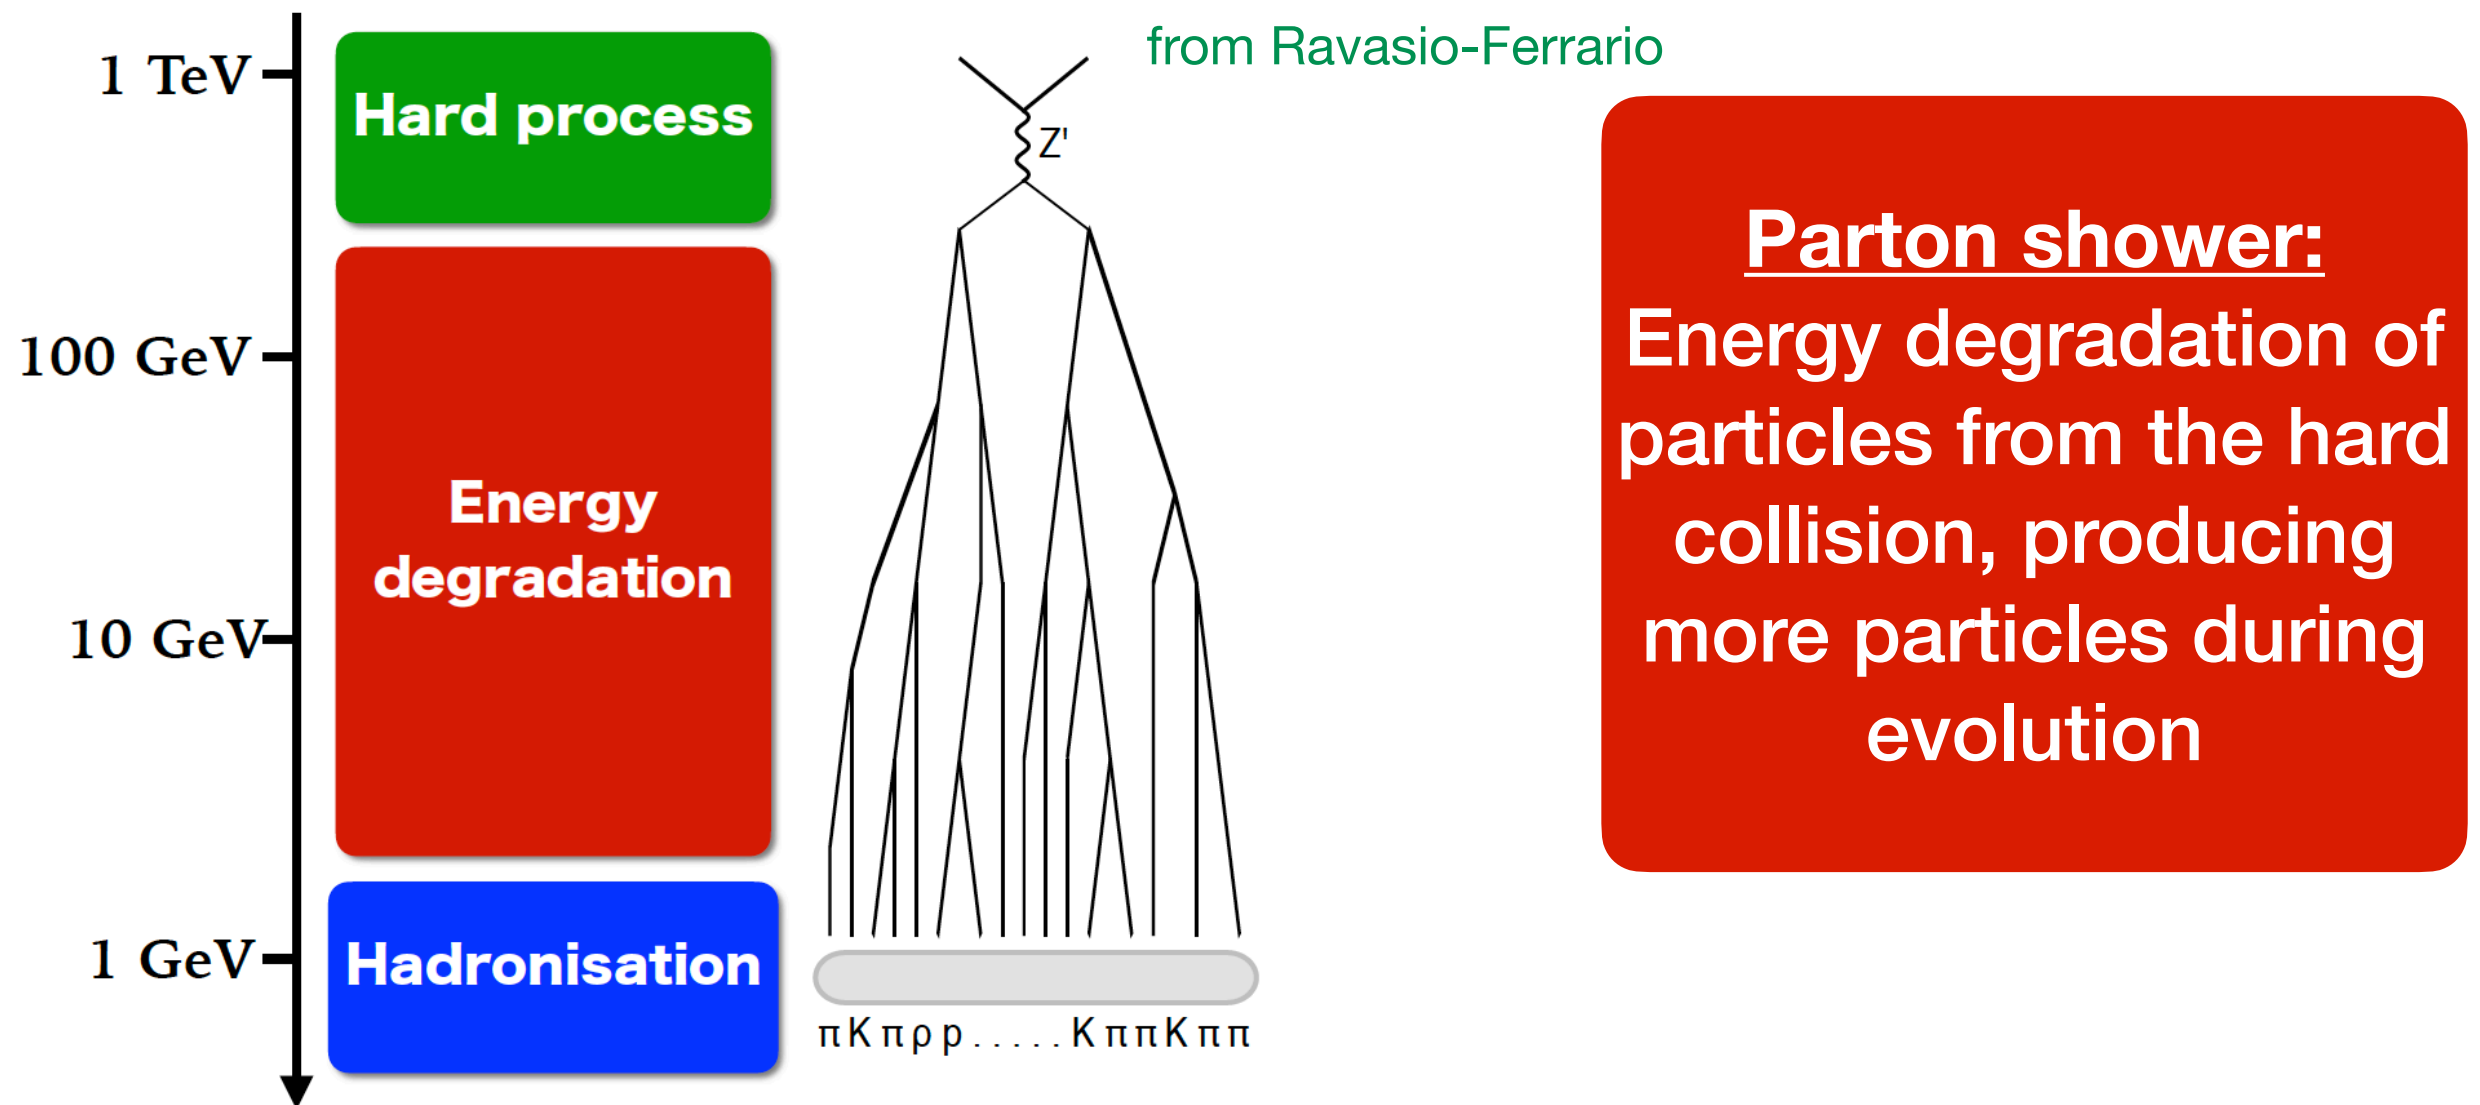 from Ravasio-Ferrario
1 TeV
Hard process
Z'
100 GeV
Energy
degradation
10 GeV
1 GeV
Hadronisation
π K π ρ p . . . . . K π π K π π
Parton shower:
Energy degradation of
particles from the hard
collision, producing
more particles during
evolution